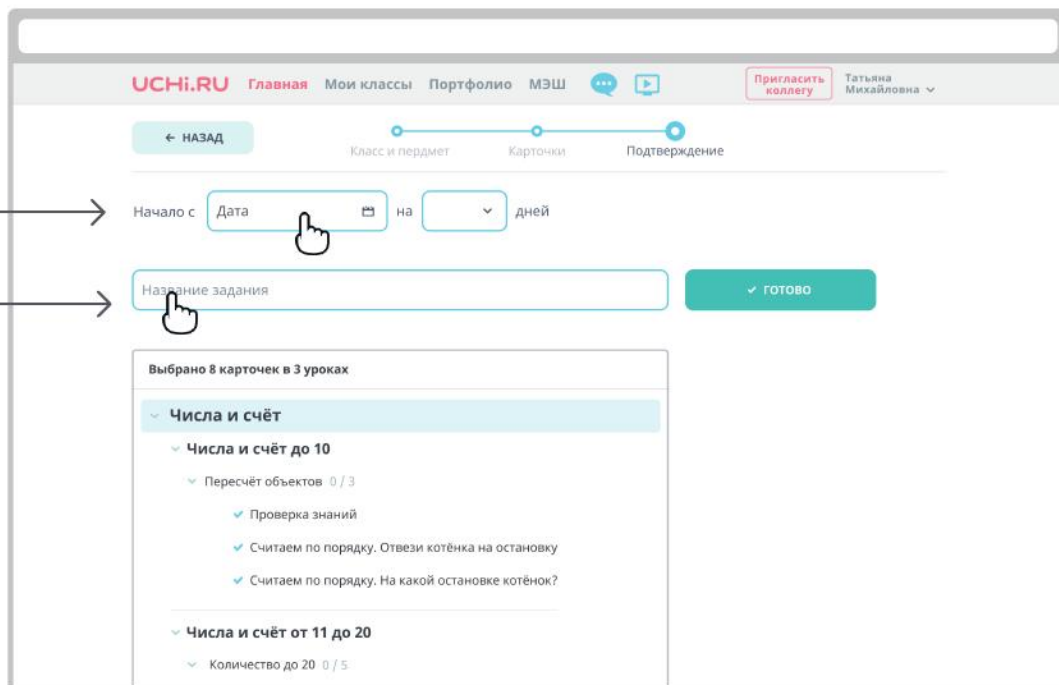 UCHi.RU Главная Мои классы Портфолио МЭШ Пригласить коллегу Татьяна Михайловна
← НАЗАД
Класс и пердмет Карточки Подтверждение
Начало с Дата на дней
Название задания
ГОТОВО
Выбрано 8 карточек в 3 уроках
Числа и счёт
Числа и счёт до 10
Пересчёт объектов 0 / 3
Проверка знаний
Считаем по порядку. Отвези котёнка на остановку
Считаем по порядку. На какой остановке котёнок?
Числа и счёт от 11 до 20
Количество до 20 0 / 5